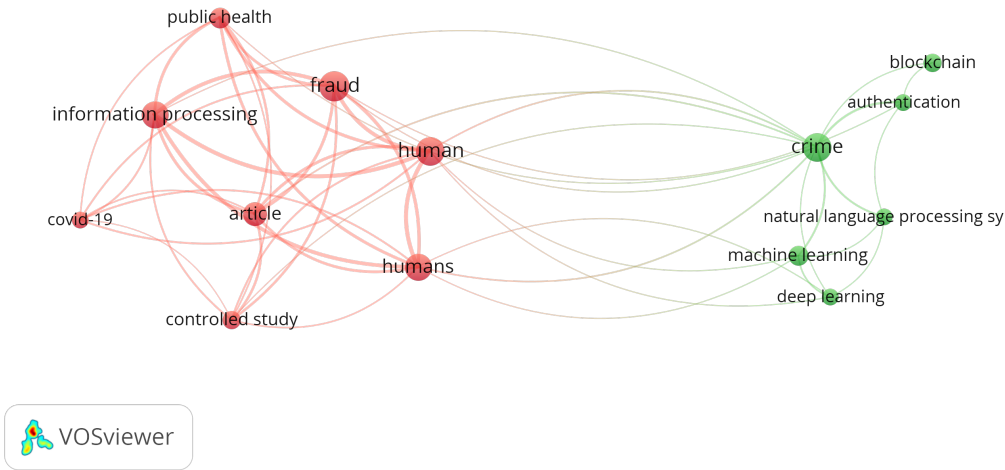 public health
fraud
information processing
human
covid-19
article
humans
controlled study
blockchain
authentication
crime
natural language processing sy
machine learning
deep learning
VOSviewer